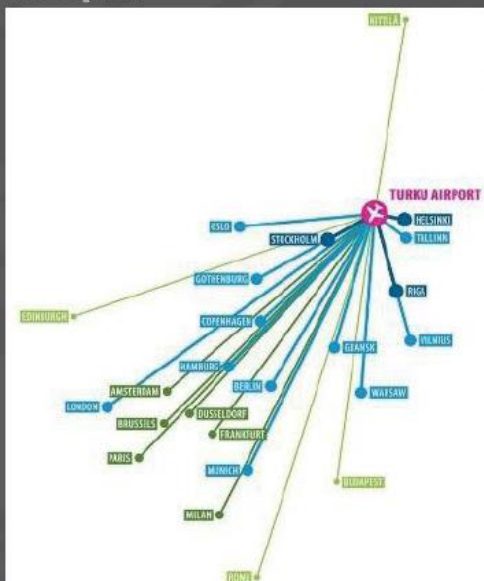 KITTILÄ
TURKU AIRPORT
HELSINKI
OSLO
STOCKHOLM
TALLINN
GOTHENBURG
RIGA
EDINBURGH
COPENHAGEN
VILNIUS
GDANSK
HAMBURG
AMSTERDAM
BERLIN
WARSAW
LONDON
DUSSELDORF
BRUSSELS
FRANKFURT
PARIS
MUNICH
BUDAPEST
MILAN
ROME